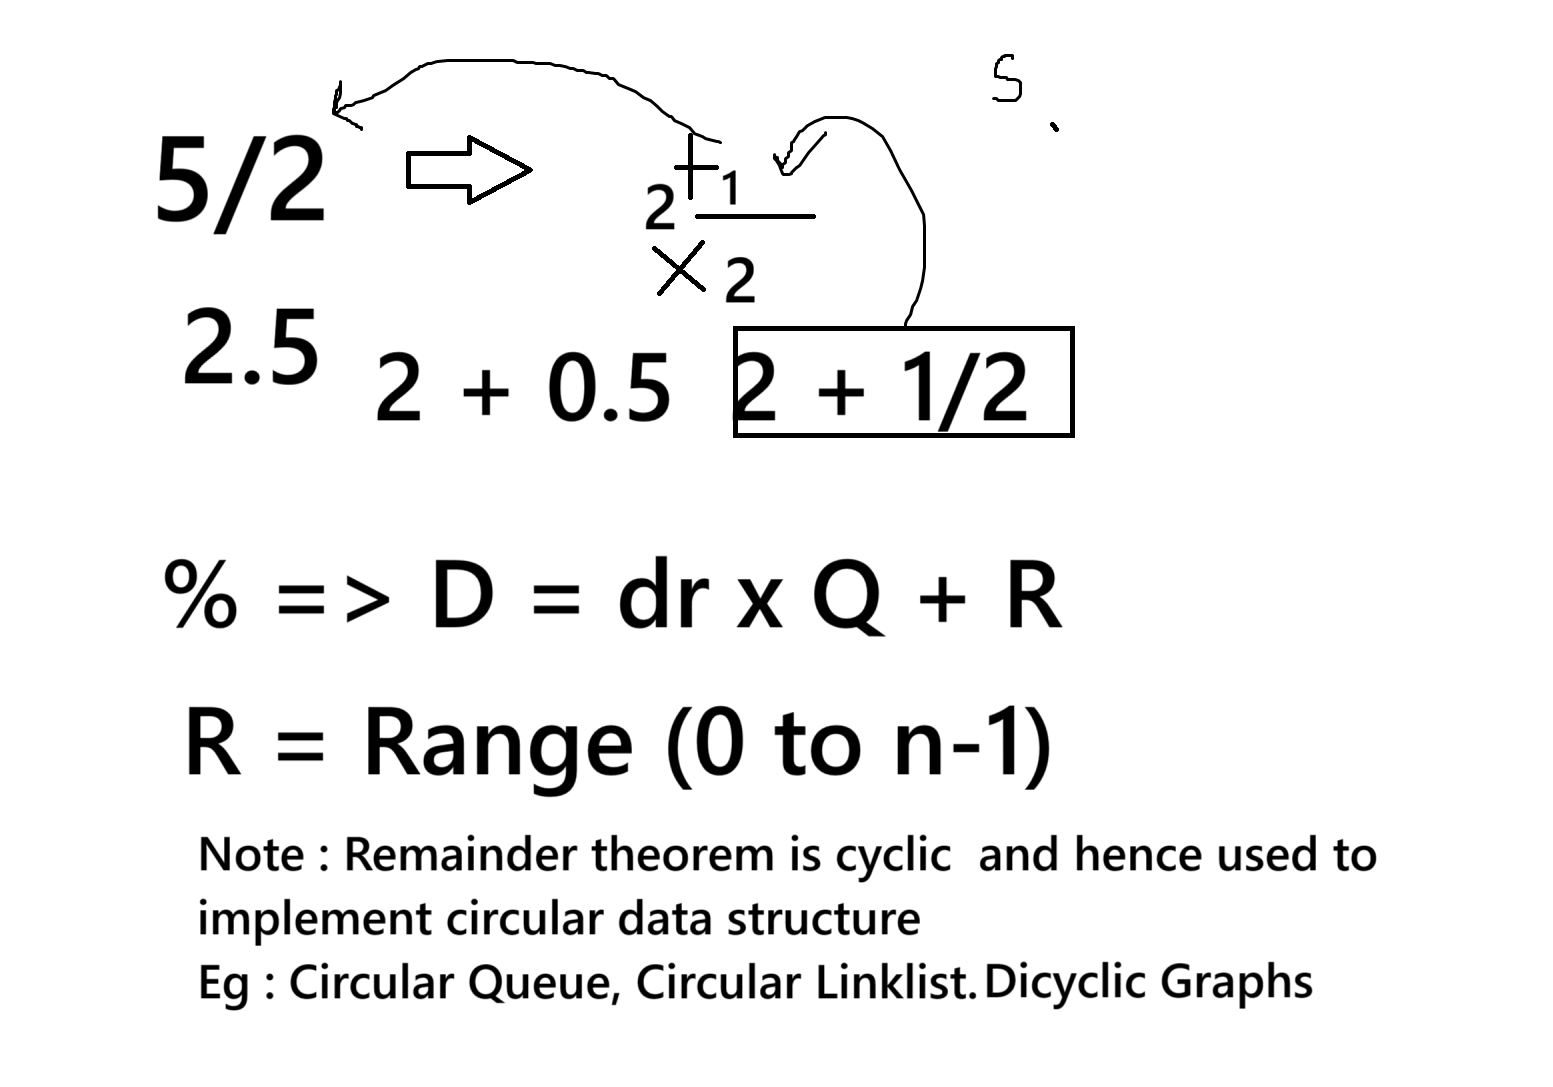 S
5/2
2 + 1
× 2
2.5
2 + 0.5
2 + 1/2
% => D = dr x Q + R
R = Range (0 to n-1)
Note : Remainder theorem is cyclic and hence used to
implement circular data structure
Eg : Circular Queue, Circular Linklist. Dicyclic Graphs